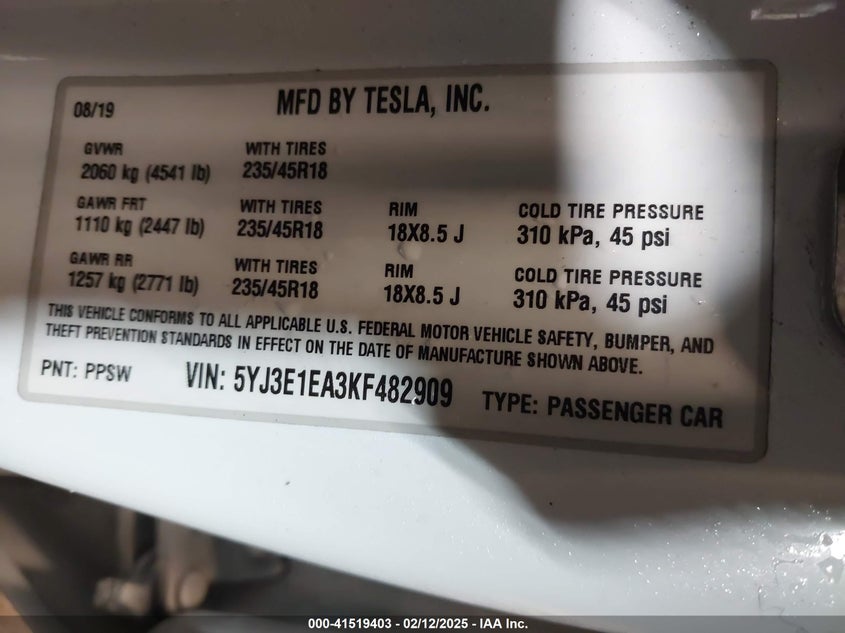 08/19 MFD BY TESLA, INC.
GVWR WITH TIRES
2060 kg (4541 lb) 235/45R18
GAWR FRT WITH TIRES RIM COLD TIRE PRESSURE
1110 kg (2447 lb) 235/45R18 18X8.5 J 310 kPa, 45 psi
GAWR RR WITH TIRES RIM COLD TIRE PRESSURE
1257 kg (2771 lb) 235/45R18 18X8.5 J 310 kPa, 45 psi
THIS VEHICLE CONFORMS TO ALL APPLICABLE U.S. FEDERAL MOTOR VEHICLE SAFETY, BUMPER, AND
THEFT PREVENTION STANDARDS IN EFFECT ON THE DATE OF MANUFACTURE SHOWN ABOVE.
PNT: PPSW VIN: 5YJ3E1EA3KF482909 TYPE: PASSENGER CAR
000-41519403 - 02/12/2025 - IAA Inc.